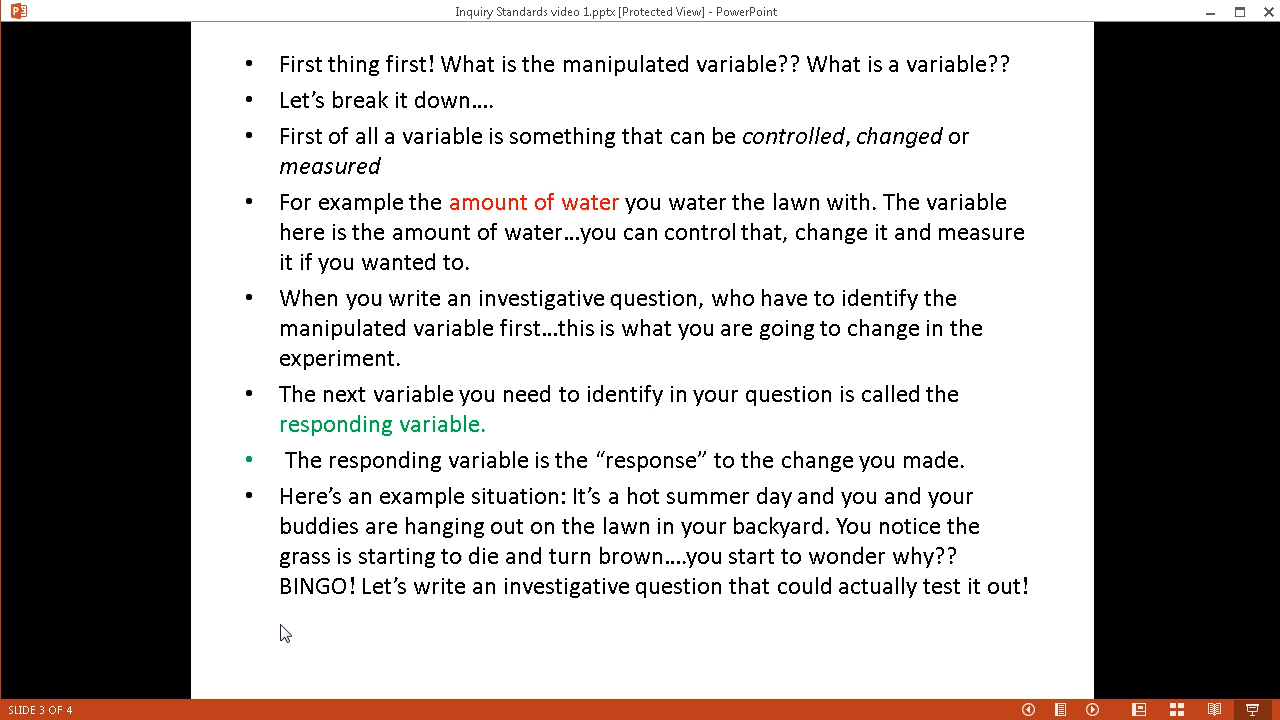 Inquiry Standards video 1.pptx [Protected View] - PowerPoint
• First thing first! What is the manipulated variable?? What is a variable??
• Let's break it down....
• First of all a variable is something that can be controlled, changed or
measured
• For example the amount of water you water the lawn with. The variable
here is the amount of water...you can control that, change it and measure
it if you wanted to.
• When you write an investigative question, who have to identify the
manipulated variable first...this is what you are going to change in the
experiment.
• The next variable you need to identify in your question is called the
responding variable.
• The responding variable is the “response” to the change you made.
• Here's an example situation: It's a hot summer day and you and your
buddies are hanging out on the lawn in your backyard. You notice the
grass is starting to die and turn brown....you start to wonder why??
BINGO! Let's write an investigative question that could actually test it out!
SLIDE 3 OF 4